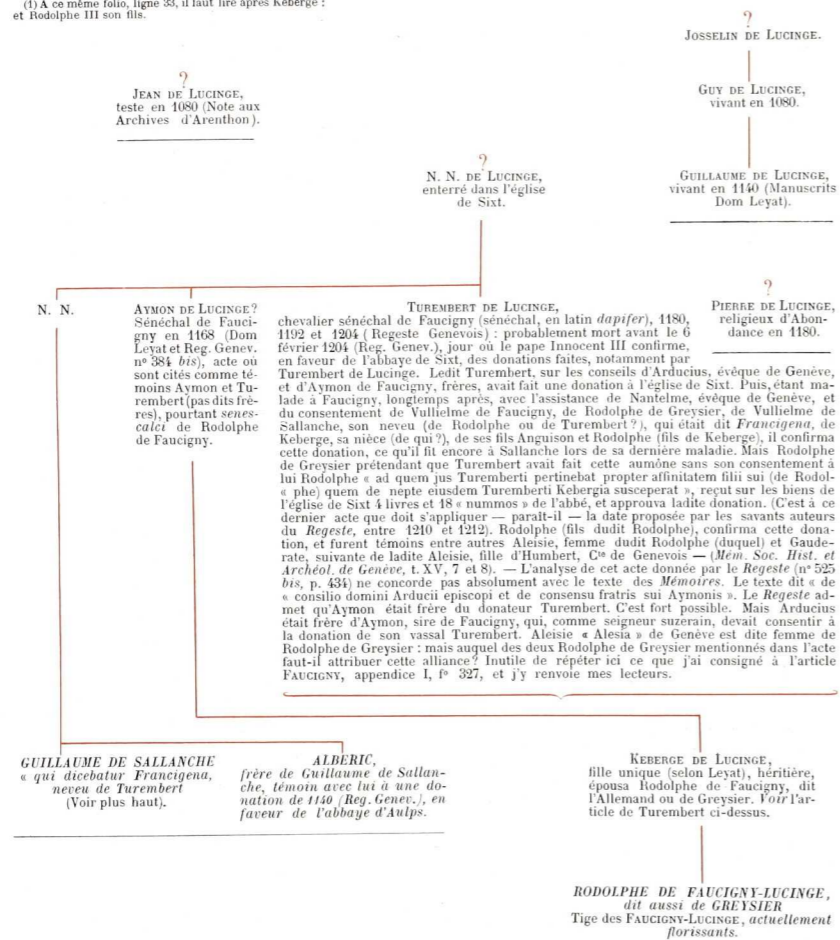 (1) A ce même folio, ligne 33, il faut lire après Keberge :
et Rodolphe III son fils.
?
JOSSELIN DE LUCINGE.
?
JEAN DE LUCINGE,
teste en 1080 (Note aux
Archives d'Arenthon).
GUY DE LUCINGE,
vivant en 1080.
?
N. N. DE LUCINGE,
enterré dans l'église
de Sixt.
GUILLAUME DE LUCINGE,
vivant en 1140 (Manuscrits
Dom Leyat).
N. N.
AYMON DE LUCINGE?
Sénéchal de Fauci-
gny en 1168 (Dom
Leyat et Reg. Genev.
nº 384 bis), acte où
sont cités comme té-
moins Aymon et Tu-
rembert (pas dits frè-
res), pourtant senes-
calci de Rodolphe
de Faucigny.
TUREMBERT DE LUCINGE,
chevalier sénéchal de Faucigny (sénéchal, en latin dapifer), 1180,
1192 et 1204 ( Regeste Genevois) : probablement mort avant le 6
février 1204 (Reg. Genev.), jour où le pape Innocent III confirme,
en faveur de l'abbaye de Sixt, des donations faites, notamment par
Turembert de Lucinge. Ledit Turembert, sur les conseils d'Arducius, évêque de Genève,
et d'Aymon de Faucigny, frères, avait fait une donation à l'église de Sixt. Puis, étant ma-
lade à Faucigny, longtemps après, avec l'assistance de Nantelme, évêque de Genève, et
du consentement de Vullielme de Faucigny, de Rodolphe de Greysier, de Vullielme de
Sallanche, son neveu (de Rodolphe ou de Turembert?), qui était dit Francigena, de
Keberge, sa nièce (de qui?), de ses fils Anguison et Rodolphe (fils de Keberge), il confirma
cette donation, ce qu'il fit encore à Sallanche lors de sa dernière maladie. Mais Rodolphe
de Greysier prétendant que Turembert avait fait cette aumône sans son consentement à
lui Rodolphe « ad quem jus Turemberti pertinebat propter affinitatem filii sui (de Rodol-
« phe) quem de nepte eiusdem Turemberti Kebergia susceperat », reçut sur les biens de
l'église de Sixt 4 livres et 18 « nummos » de l'abbé, et approuva ladite donation. (C'est à ce
dernier acte que doit s'appliquer — paraît-il — la date proposée par les savants auteurs
du Regeste, entre 1210 et 1212). Rodolphe (fils dudit Rodolphe), confirma cette dona-
tion, et furent témoins entre autres Aleisie, femme dudit Rodolphe (duquel) et Gaude-
rate, suivante de ladite Aleisie, fille d'Humbert, Cte de Genevois — (Mém. Soc. Hist. et
Archéol. de Genève, t. XV, 7 et 8). — L'analyse de cet acte donnée par le Regeste (nº 525
bis, p. 434) ne concorde pas absolument avec le texte des Mémoires. Le texte dit « de
« consilio domini Arducii episcopi et de consensu fratris sui Aymonis ». Le Regeste ad-
met qu'Aymon était frère du donateur Turembert. C'est fort possible. Mais Arducius
était frère d'Aymon, sire de Faucigny, qui, comme seigneur suzerain, devait consentir à
la donation de son vassal Turembert. Aleisie « Alesia » de Genève est dite femme de
Rodolphe de Greysier : mais auquel des deux Rodolphe de Greysier mentionnés dans l'acte
faut-il attribuer cette alliance? Inutile de répéter ici ce que j'ai consigné à l'article
FAUCIGNY, appendice I, fº 327, et j'y renvoie mes lecteurs.
?
PIERRE DE LUCINGE,
religieux d'Abon-
dance en 1180.
GUILLAUME DE SALLANCHE
« qui dicebatur Francigena,
neveu de Turembert
(Voir plus haut).
ALBERIC,
frère de Guillaume de Sallan-
che, témoin avec lui à une do-
nation de 1140 (Reg. Genev.), en
faveur de l'abbaye d'Aulps.
KEBERGE DE LUCINGE,
fille unique (selon Leyat), héritière,
épousa Rodolphe de Faucigny, dit
l'Allemand ou de Greysier. Voir l'ar-
ticle de Turembert ci-dessus.
RODOLPHE DE FAUCIGNY-LUCINGE,
dit aussi de GREYSIER
Tige des FAUCIGNY-LUCINGE, actuellement
florissants.